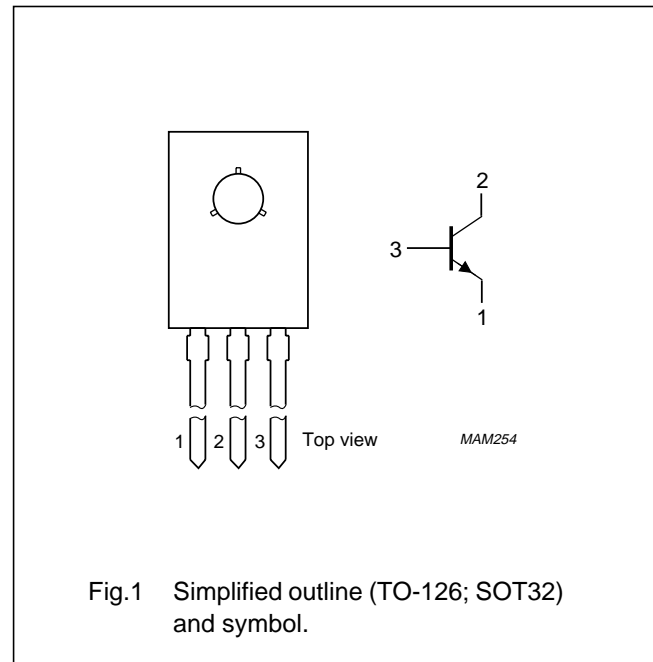 2
3
1
1 2 3 Top view MAM254
Fig.1 Simplified outline (TO-126; SOT32)
and symbol.